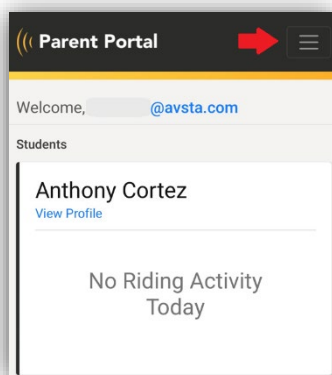 Parent Portal
Welcome, @avsta.com
Students
Anthony Cortez
View Profile
No Riding Activity
Today